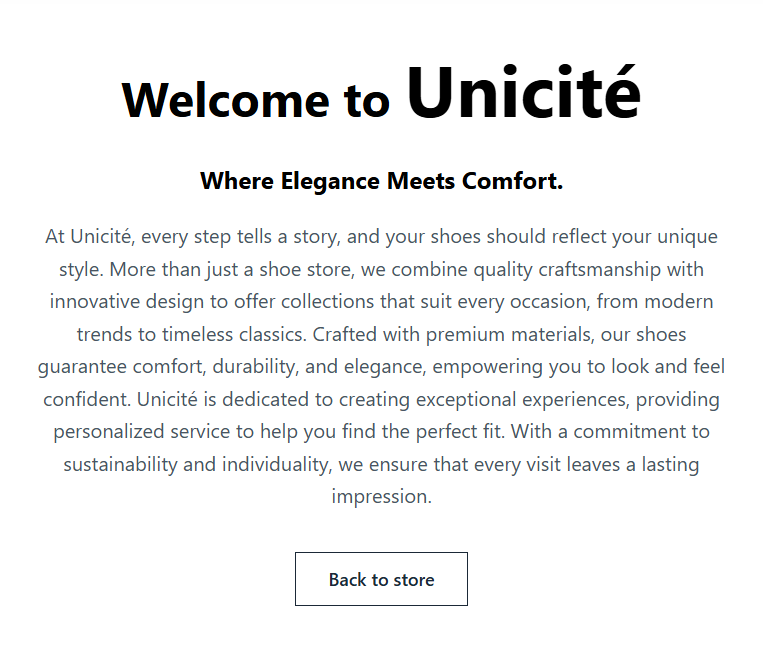 Welcome to Unicité
Where Elegance Meets Comfort.
At Unicité, every step tells a story, and your shoes should reflect your unique
style. More than just a shoe store, we combine quality craftsmanship with
innovative design to offer collections that suit every occasion, from modern
trends to timeless classics. Crafted with premium materials, our shoes
guarantee comfort, durability, and elegance, empowering you to look and feel
confident. Unicité is dedicated to creating exceptional experiences, providing
personalized service to help you find the perfect fit. With a commitment to
sustainability and individuality, we ensure that every visit leaves a lasting
impression.
Back to store